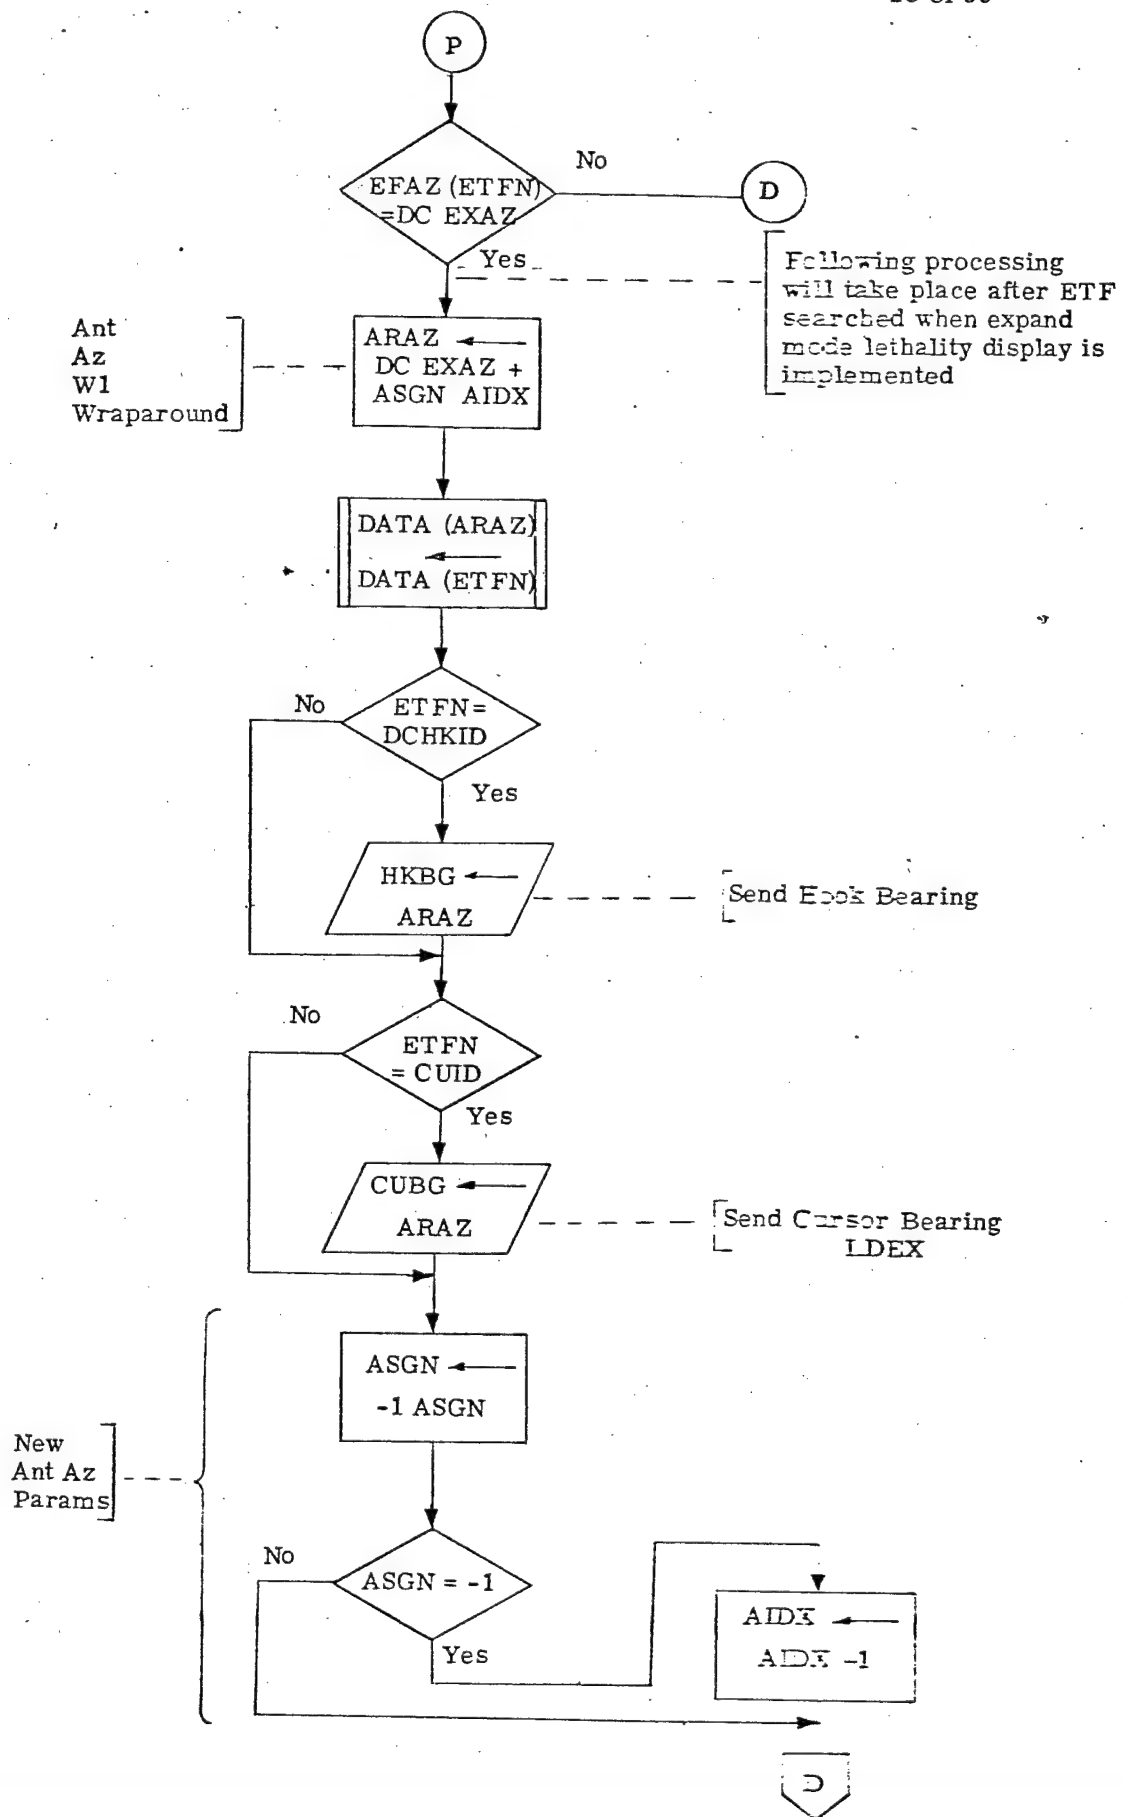 P
EFAZ (ETFN)
=DC EXAZ
No
D
Yes
Following processing
will take place after ETF
searched when expand
mode lethality display is
implemented
Ant
Az
W1
Wraparound
ARAZ ←
DC EXAZ +
ASGN AIDX
DATA (ARAZ)
←
DATA (ETFN)
No
ETFN=
DCHKID
Yes
HKBG ←
ARAZ
Send Hook Bearing
No
ETFN
= CUID
Yes
CUBG ←
ARAZ
Send Cursor Bearing
LDEX
ASGN ←
-1 ASGN
New
Ant Az
Params
No
ASGN = -1
Yes
AIDX ←
AIDX -1
D